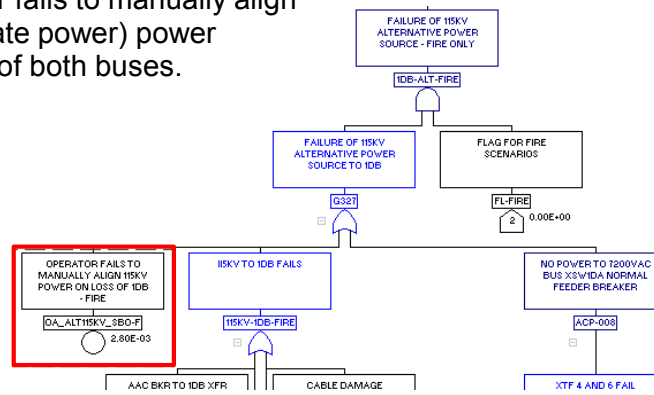 r fails to manually align
ate power) power
of both buses.
FAILURE OF 115KV
ALTERNATIVE POWER
SOURCE - FIRE ONLY
1DB-ALT-FIRE
FAILURE OF 115KV
ALTERNATIVE POWER
SOURCE TO 1DB
FLAG FOR FIRE
SCENARIOS
G327
FL-FIRE
2 0.00E+00
OPERATOR FAILS TO
MANUALLY ALIGN 115KV
POWER ON LOSS OF 1DB
- FIRE
115KV TO 1DB FAILS
NO POWER TO 7200VAC
BUS XSW1DA NORMAL
FEEDER BREAKER
OA_ALT115KV_SBO-F
115KV-1DB-FIRE
ACP-008
2.80E-03
AAC BKR TO 1DB XFR
CABLE DAMAGE
XTF 4 AND 6 FAIL